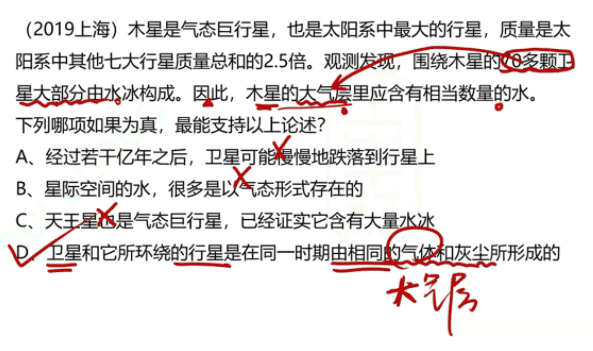 （2019上海）木星是气态巨行星，也是太阳系中最大的行星，质量是太
阳系中其他七大行星质量总和的2.5倍。观测发现，围绕木星的70多颗卫
星大部分由水冰构成。因此，木星的大气层里应含有相当数量的水。
下列哪项如果为真，最能支持以上论述？
A、经过若干亿年之后，卫星可能慢慢地跌落到行星上
B、星际空间的水，很多是以气态形式存在的
C、天王星也是气态巨行星，已经证实它含有大量水冰
D、卫星和它所环绕的行星是在同一时期由相同的气体和灰尘所形成的
大气层